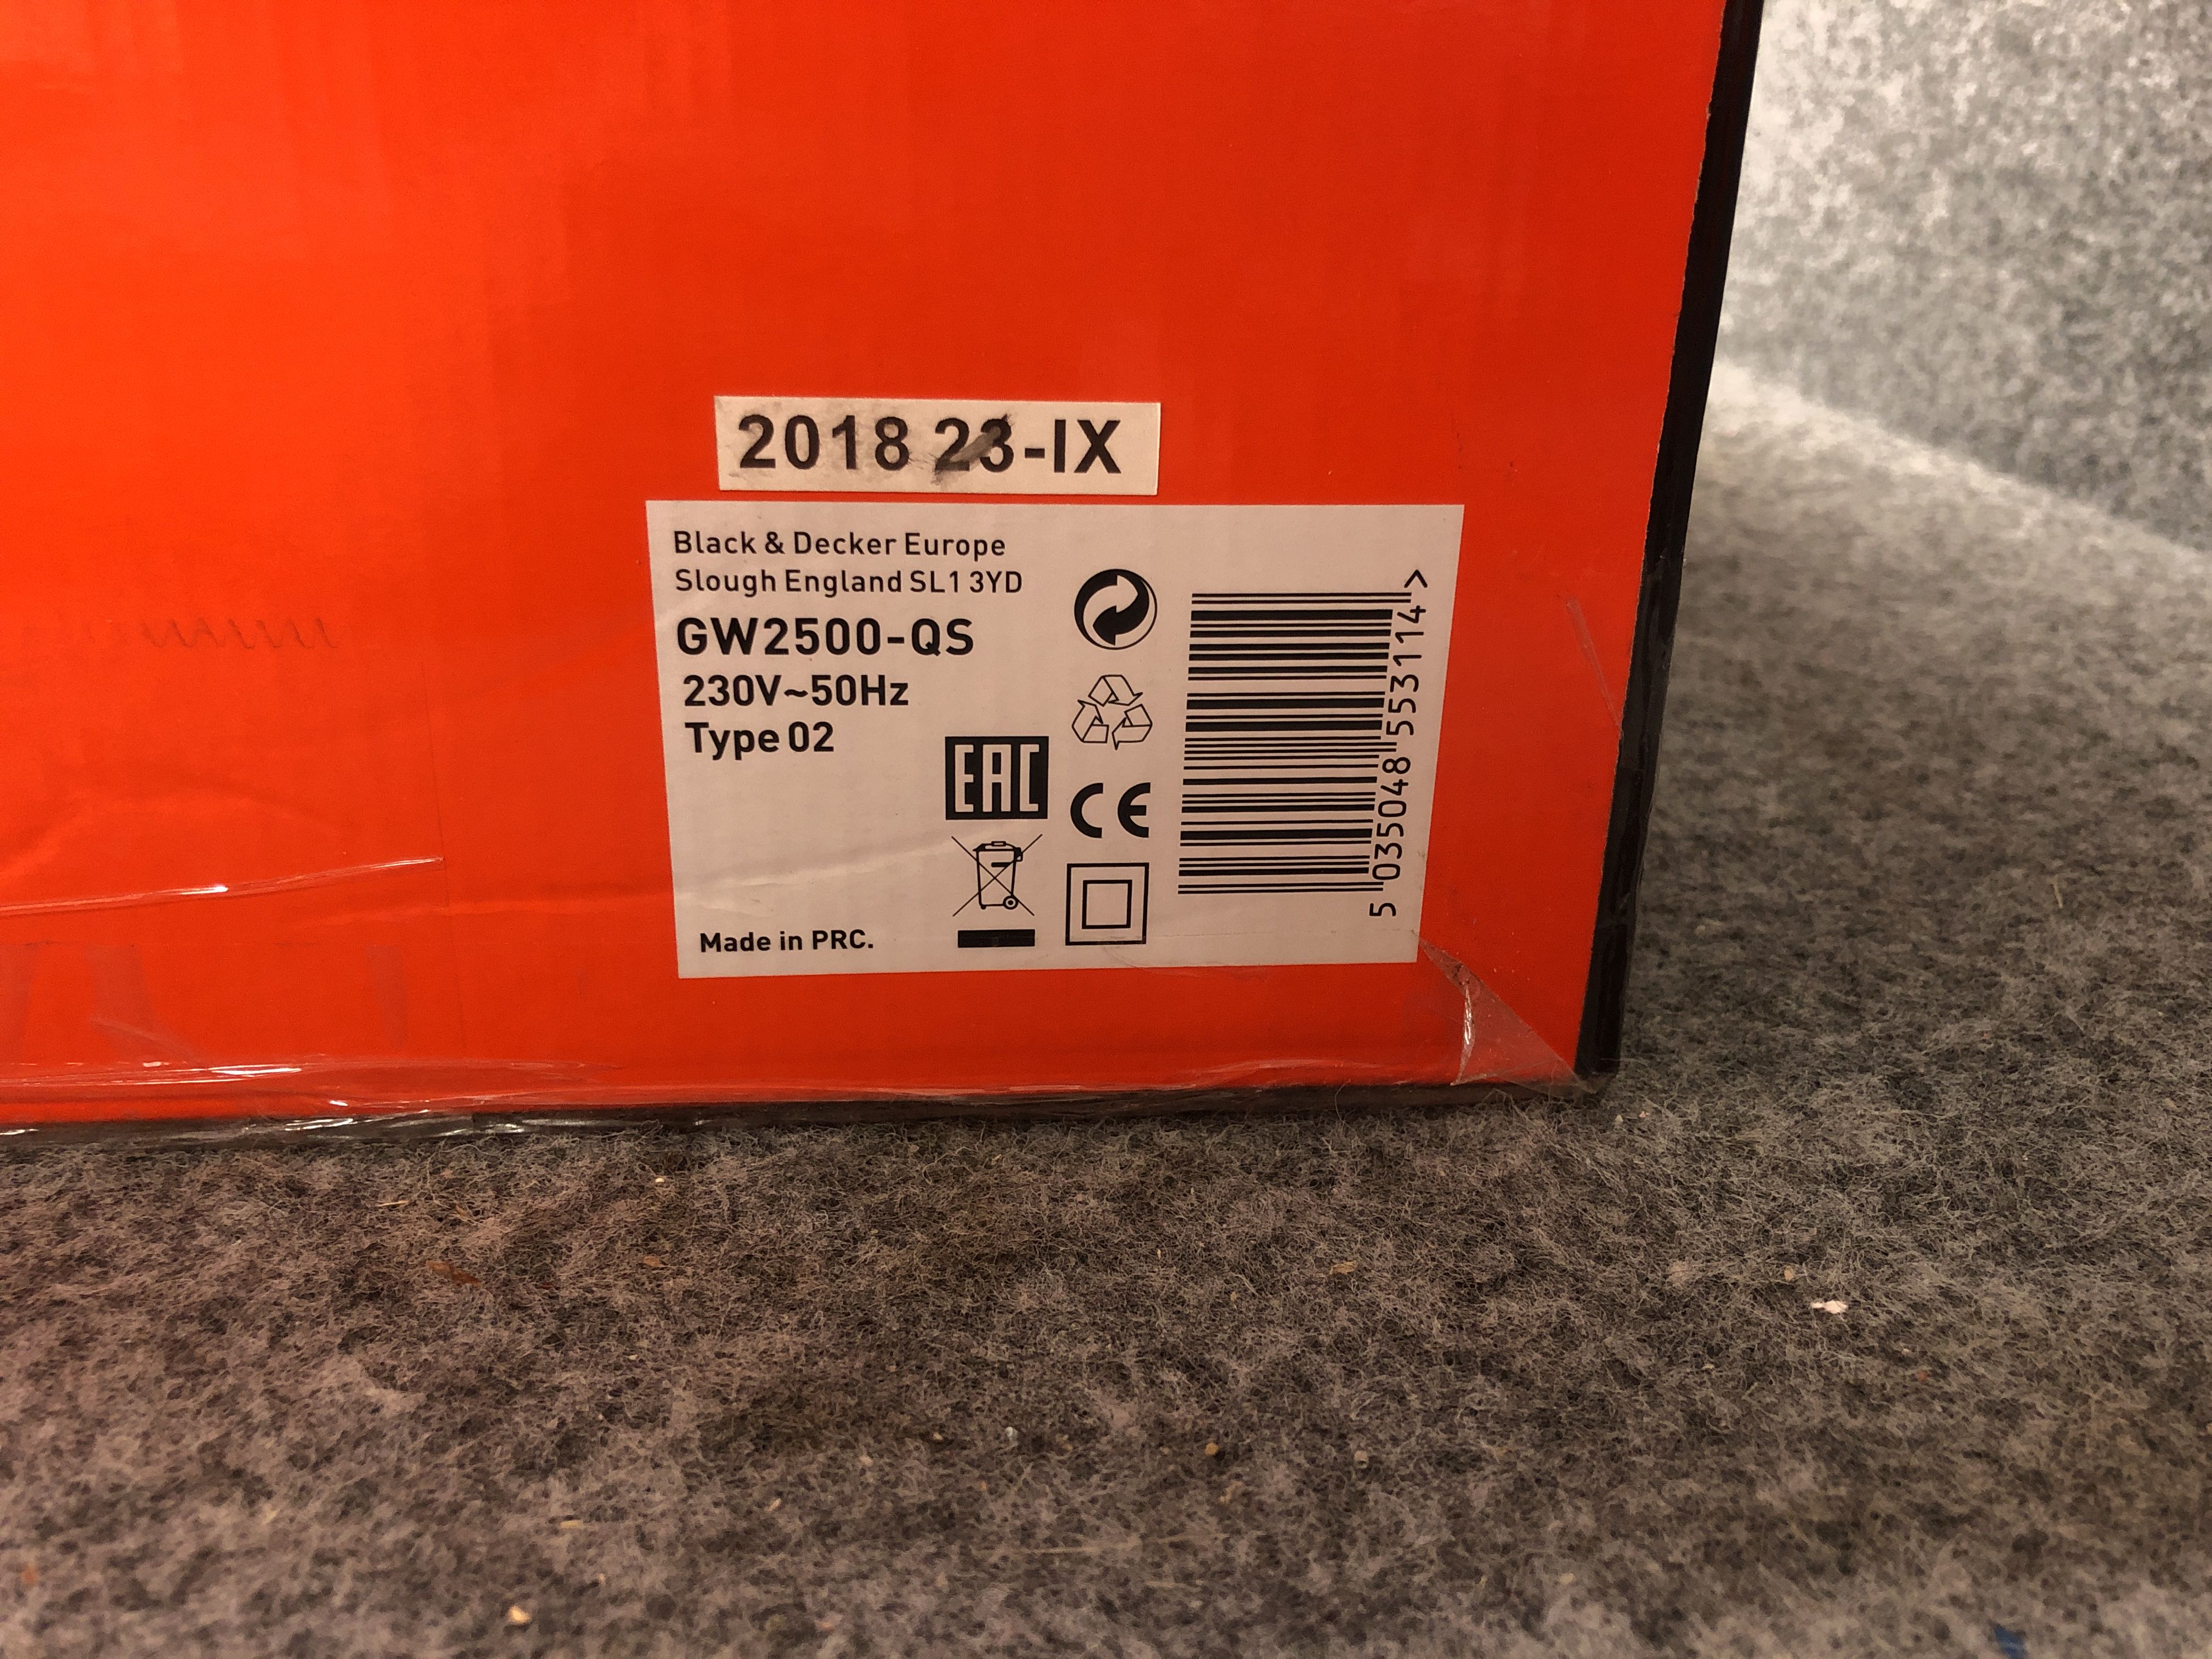 2018 23-IX
Black & Decker Europe
Slough England SL1 3YD
GW2500-QS
230V~50Hz
Type 02
EAC
CE
Made in PRC.
5 035048 553114 >